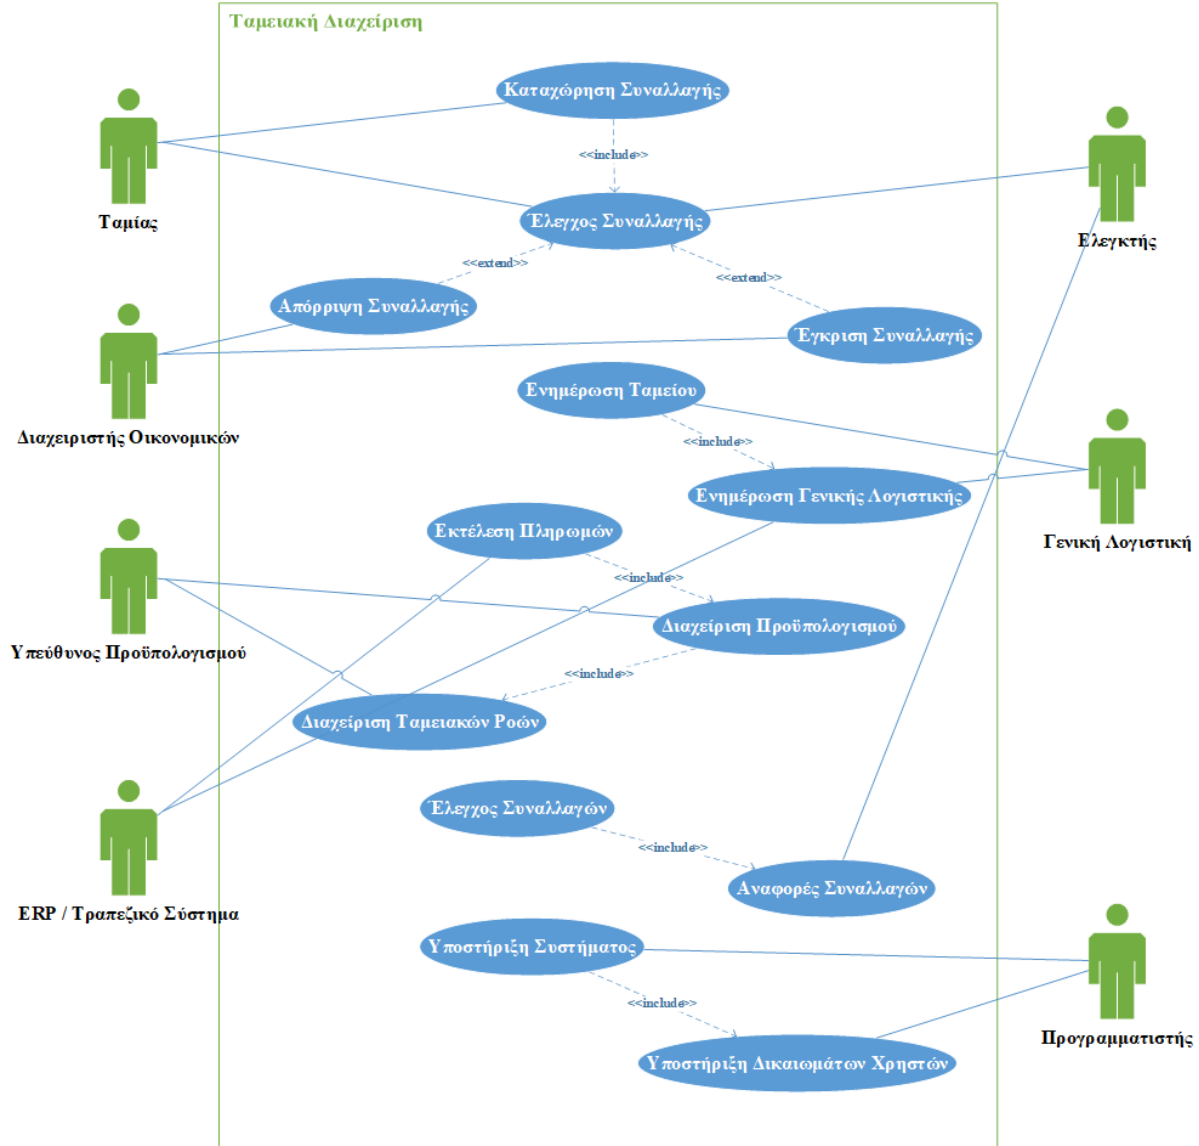 Ταμειακή Διαχείριση
Καταχώρηση Συναλλαγής
<<include>>
Ταμίας
Έλεγχος Συναλλαγής
Ελεγκτής
<<extend>>
<<extend>>
Απόρριψη Συναλλαγής
Έγκριση Συναλλαγής
Ενημέρωση Ταμείου
Διαχειριστής Οικονομικών
<<include>>
Ενημέρωση Γενικής Λογιστικής
Εκτέλεση Πληρωμών
Γενική Λογιστική
<<include>>
Διαχείριση Προϋπολογισμού
Υπεύθυνος Προϋπολογισμού
<<include>>
Διαχείριση Ταμειακών Ροών
Έλεγχος Συναλλαγών
<<include>>
Αναφορές Συναλλαγών
ERP / Τραπεζικό Σύστημα
Υποστήριξη Συστήματος
<<include>>
Προγραμματιστής
Υποστήριξη Δικαιωμάτων Χρηστών